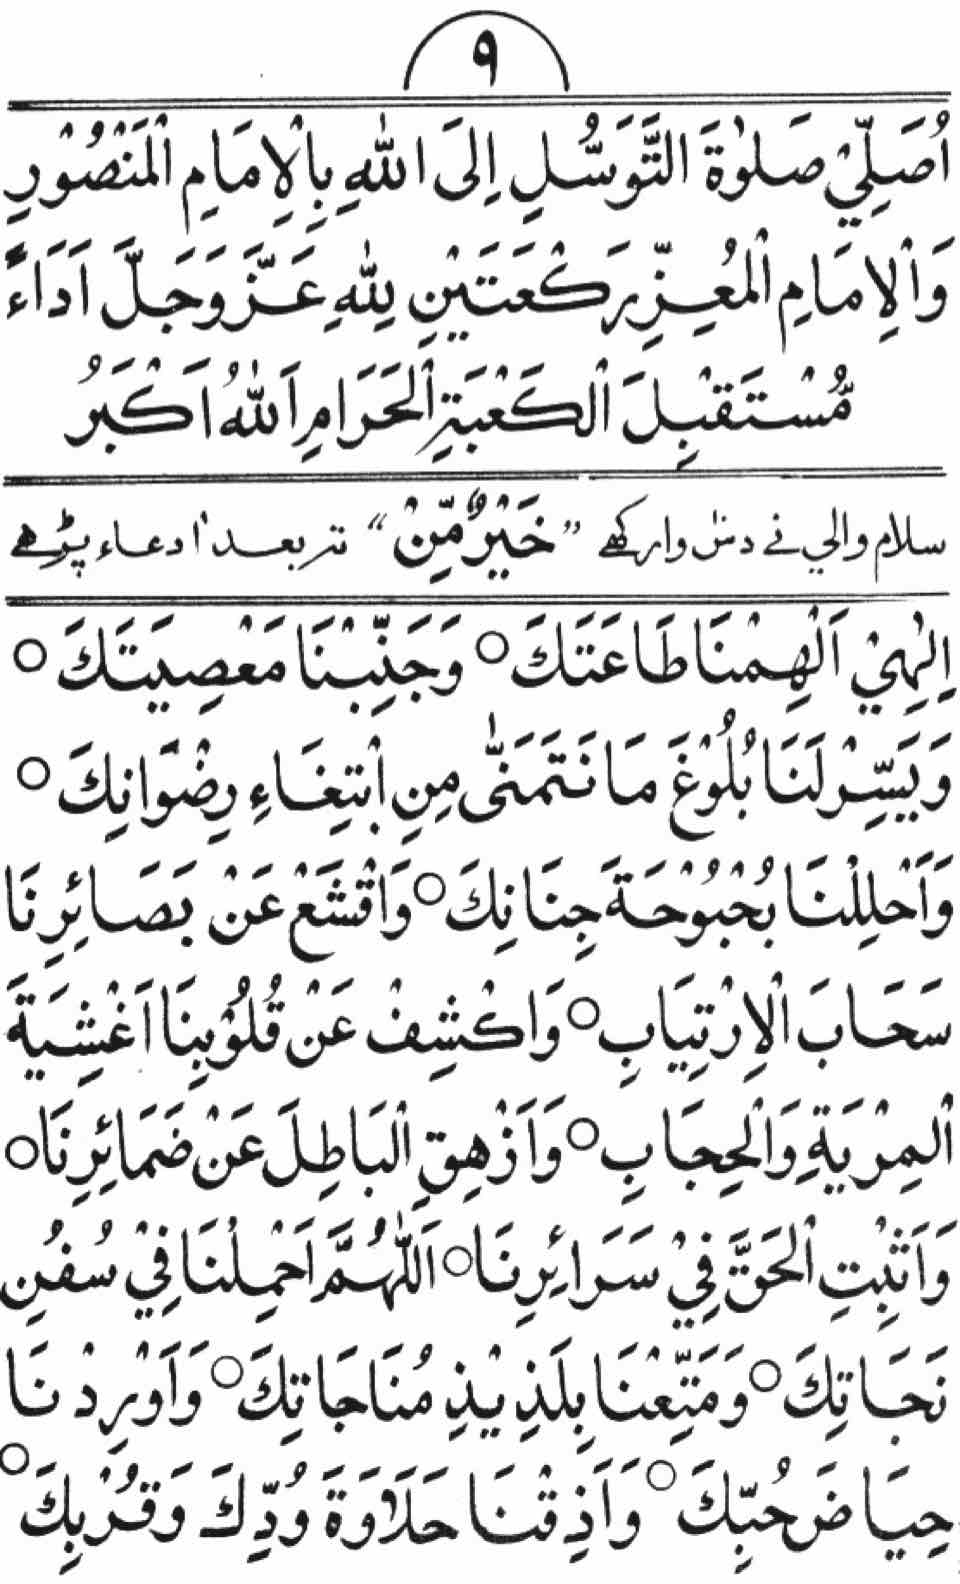 ٩
اُصَلِّيْ صَلٰوةَ التَّوَسُّلِ اِلَى اللهِ بِالْاِمَامِ الْمَنْصُوْرِ
وَالْاِمَامِ الْمُعِزِّ رَكْعَتَيْنِ لِلّٰهِ عَزَّ وَجَلَّ اَدَاءً
مُّسْتَقْبِلَ الْكَعْبَةِ الْحَرَامِ اَللهُ اَكْبَرُ
سلام والي نے دس وار کہے ”خَيْرٌ مِّنْ“ تر بعد ا دعاء پڑهے
اِلٰهِيْ اَلْهِمْنَا طَاعَتَكَ ○ وَجَنِّبْنَا مَعْصِيَتَكَ ○
وَيَسِّرْ لَنَا بُلُوْغَ مَا نَتَمَنّٰى مِنِ ابْتِغَاءِ رِضْوَانِكَ ○
وَاَحْلِلْنَا بُحْبُوْحَةَ جِنَانِكَ ○ وَاقْشَعْ عَنْ بَصَائِرِنَا
سَحَابَ الْاِرْتِيَابِ ○ وَاكْشِفْ عَنْ قُلُوْبِنَا اَغْشِيَةَ
الْمِرْيَةِ وَالْحِجَابِ ○ وَاَزْهِقِ الْبَاطِلَ عَنْ ضَمَائِرِنَا ○
وَاَثْبِتِ الْحَقَّ فِيْ سَرَائِرِنَا ○ اَللّٰهُمَّ احْمِلْنَا فِيْ سُفُنِ
نَجَاتِكَ ○ وَمَتِّعْنَا بِلَذِيْذِ مُنَاجَاتِكَ ○ وَاَوْرِدْنَا
حِيَاضَ حُبِّكَ ○ وَاَذِقْنَا حَلَاوَةَ وُدِّكَ وَقُرْبِكَ ○